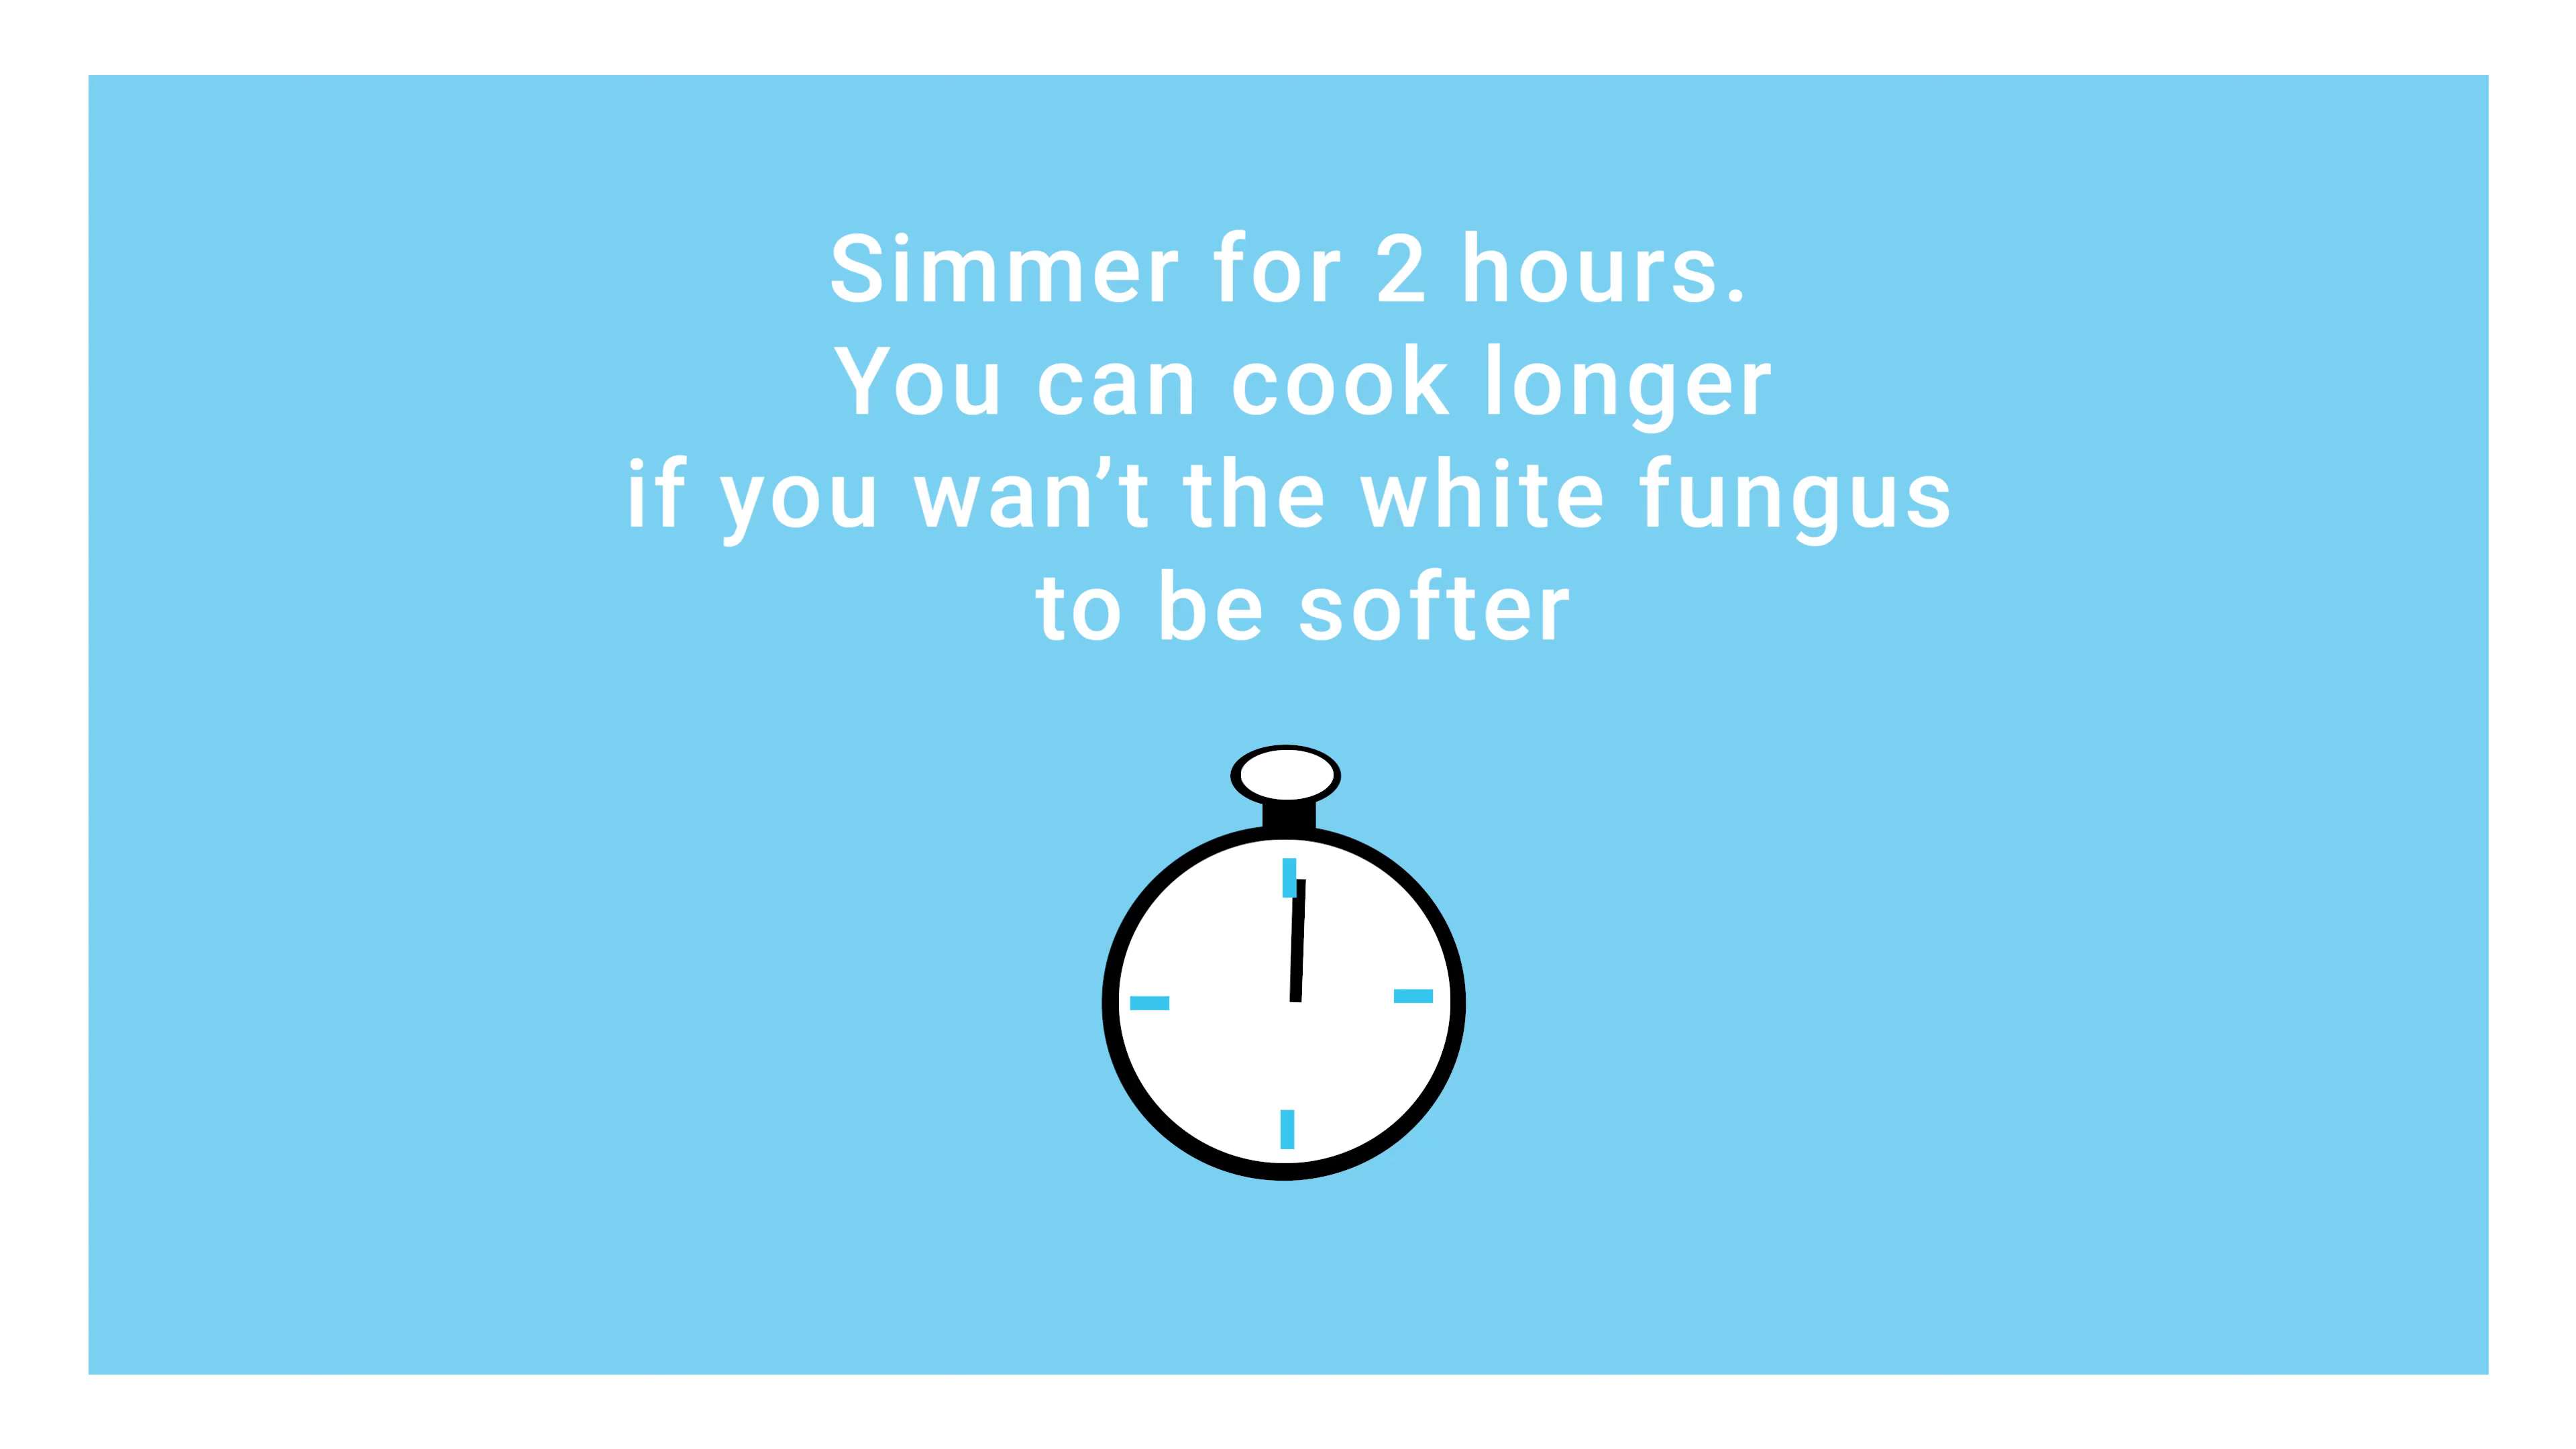 Simmer for 2 hours.
You can cook longer
if you wan’t the white fungus
to be softer